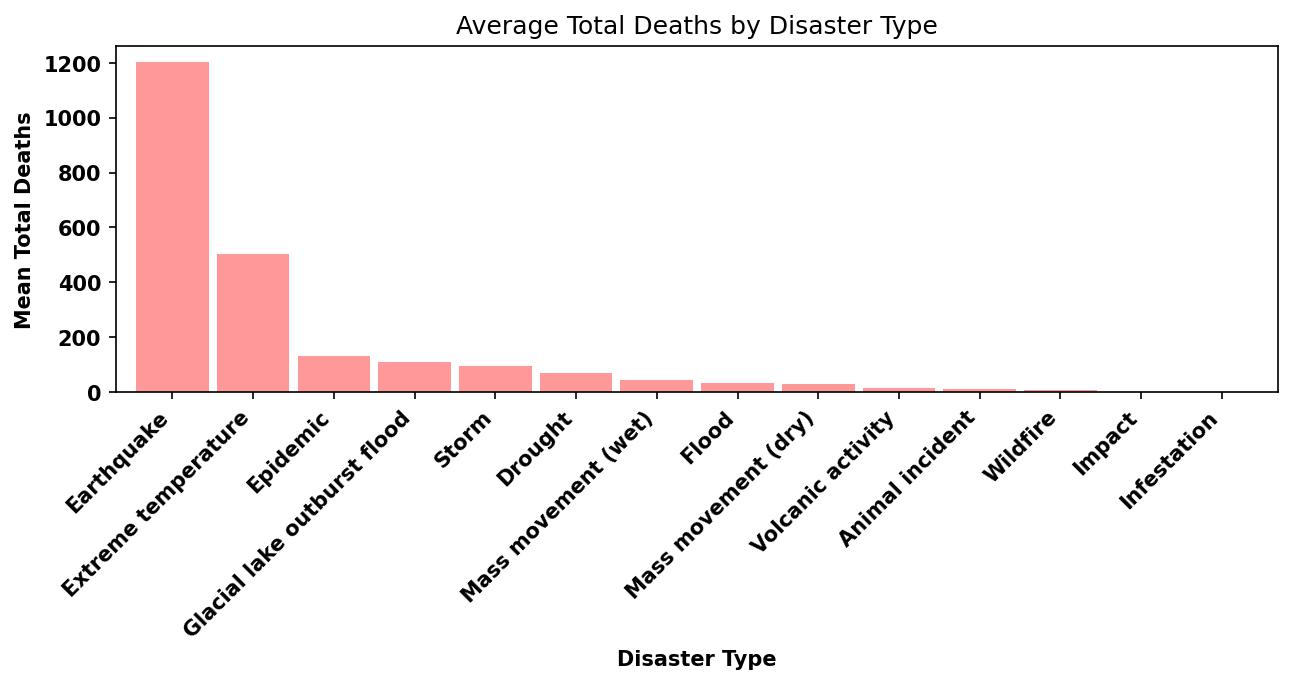 Average Total Deaths by Disaster Type
Mean Total Deaths
1200
1000
800
600
400
200
0
Earthquake
Extreme temperature
Epidemic
Glacial lake outburst flood
Storm
Drought
Mass movement (wet)
Flood
Mass movement (dry)
Volcanic activity
Animal incident
Wildfire
Impact
Infestation
Disaster Type